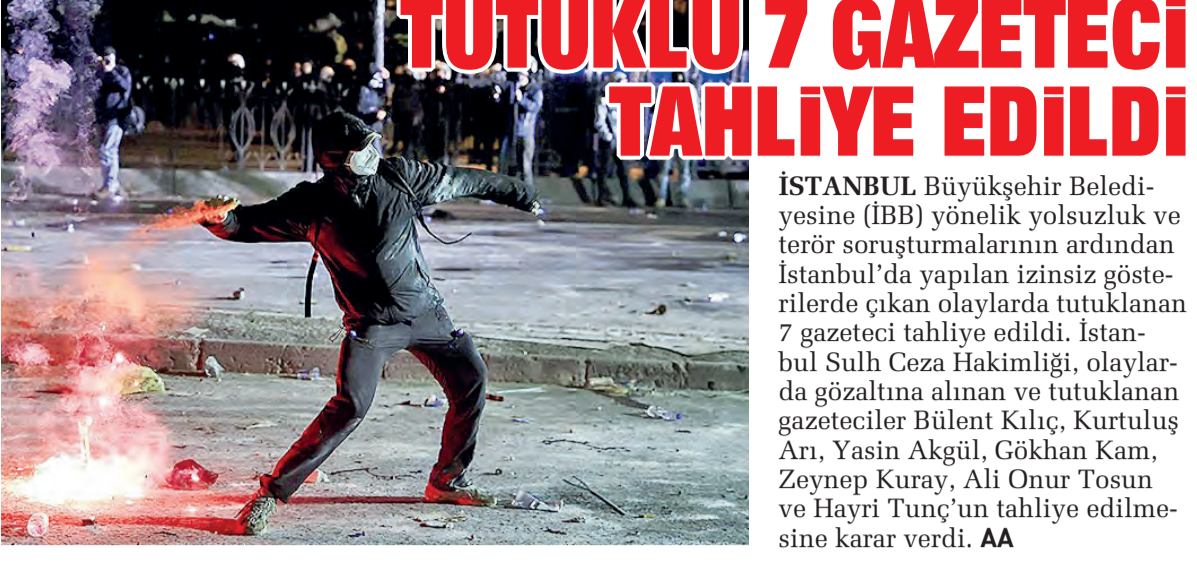 TUTUKLU 7 GAZETECİ
TAHLİYE EDİLDİ
İSTANBUL Büyükşehir Beledi-
yesine (İBB) yönelik yolsuzluk ve
terör soruşturmalarının ardından
İstanbul’da yapılan izinsiz göste-
rilerde çıkan olaylarda tutuklanan
7 gazeteci tahliye edildi. İstan-
bul Sulh Ceza Hakimliği, olaylar-
da gözaltına alınan ve tutuklanan
gazeteciler Bülent Kılıç, Kurtuluş
Arı, Yasin Akgül, Gökhan Kam,
Zeynep Kuray, Ali Onur Tosun
ve Hayri Tunç’un tahliye edilme-
sine karar verdi. AA